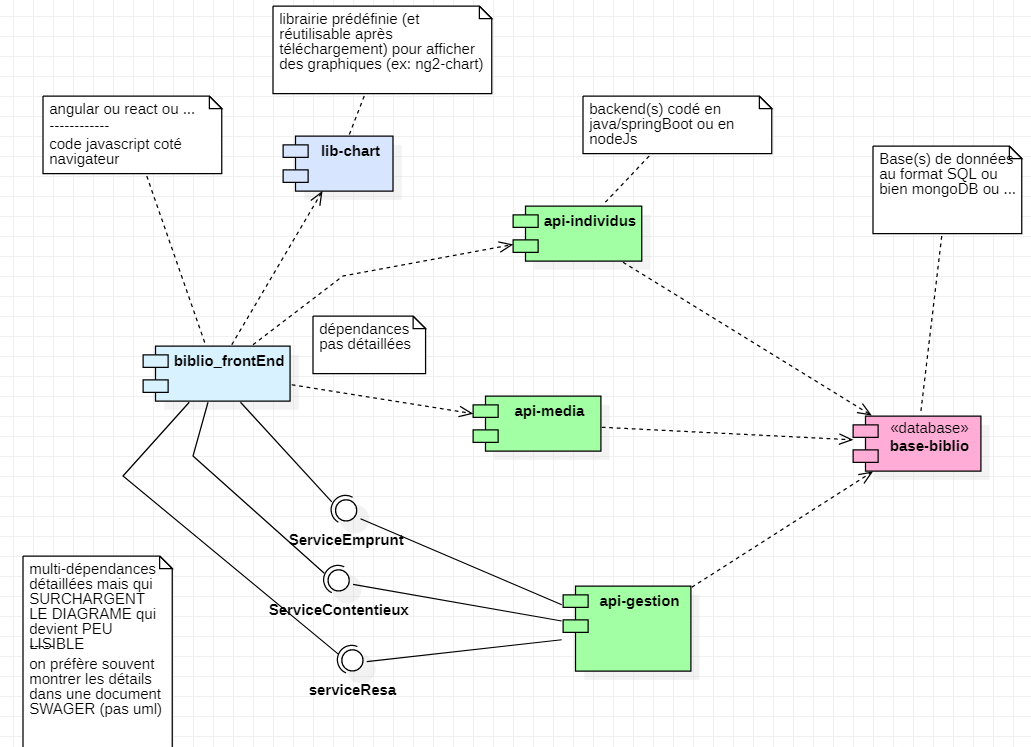 librairie prédéfinie (et
réutilisable après
téléchargement) pour afficher
des graphiques (ex: ng2-chart)
angular ou react ou ...
------------
code javascript coté
navigateur
backend(s) codé en
java/springBoot ou en
nodeJs
lib-chart
Base(s) de données
au format SQL ou
bien mongoDB ou ...
api-individus
dépendances
pas détaillées
biblio_frontEnd
api-media
«database»
base-biblio
ServiceEmprunt
multi-dépendances
détaillées mais qui
SURCHARGENT
LE DIAGRAME qui
devient PEU
LISIBLE
----
on préfère souvent
montrer les détails
dans une document
SWAGER (pas uml)
ServiceContentieux
api-gestion
serviceResa